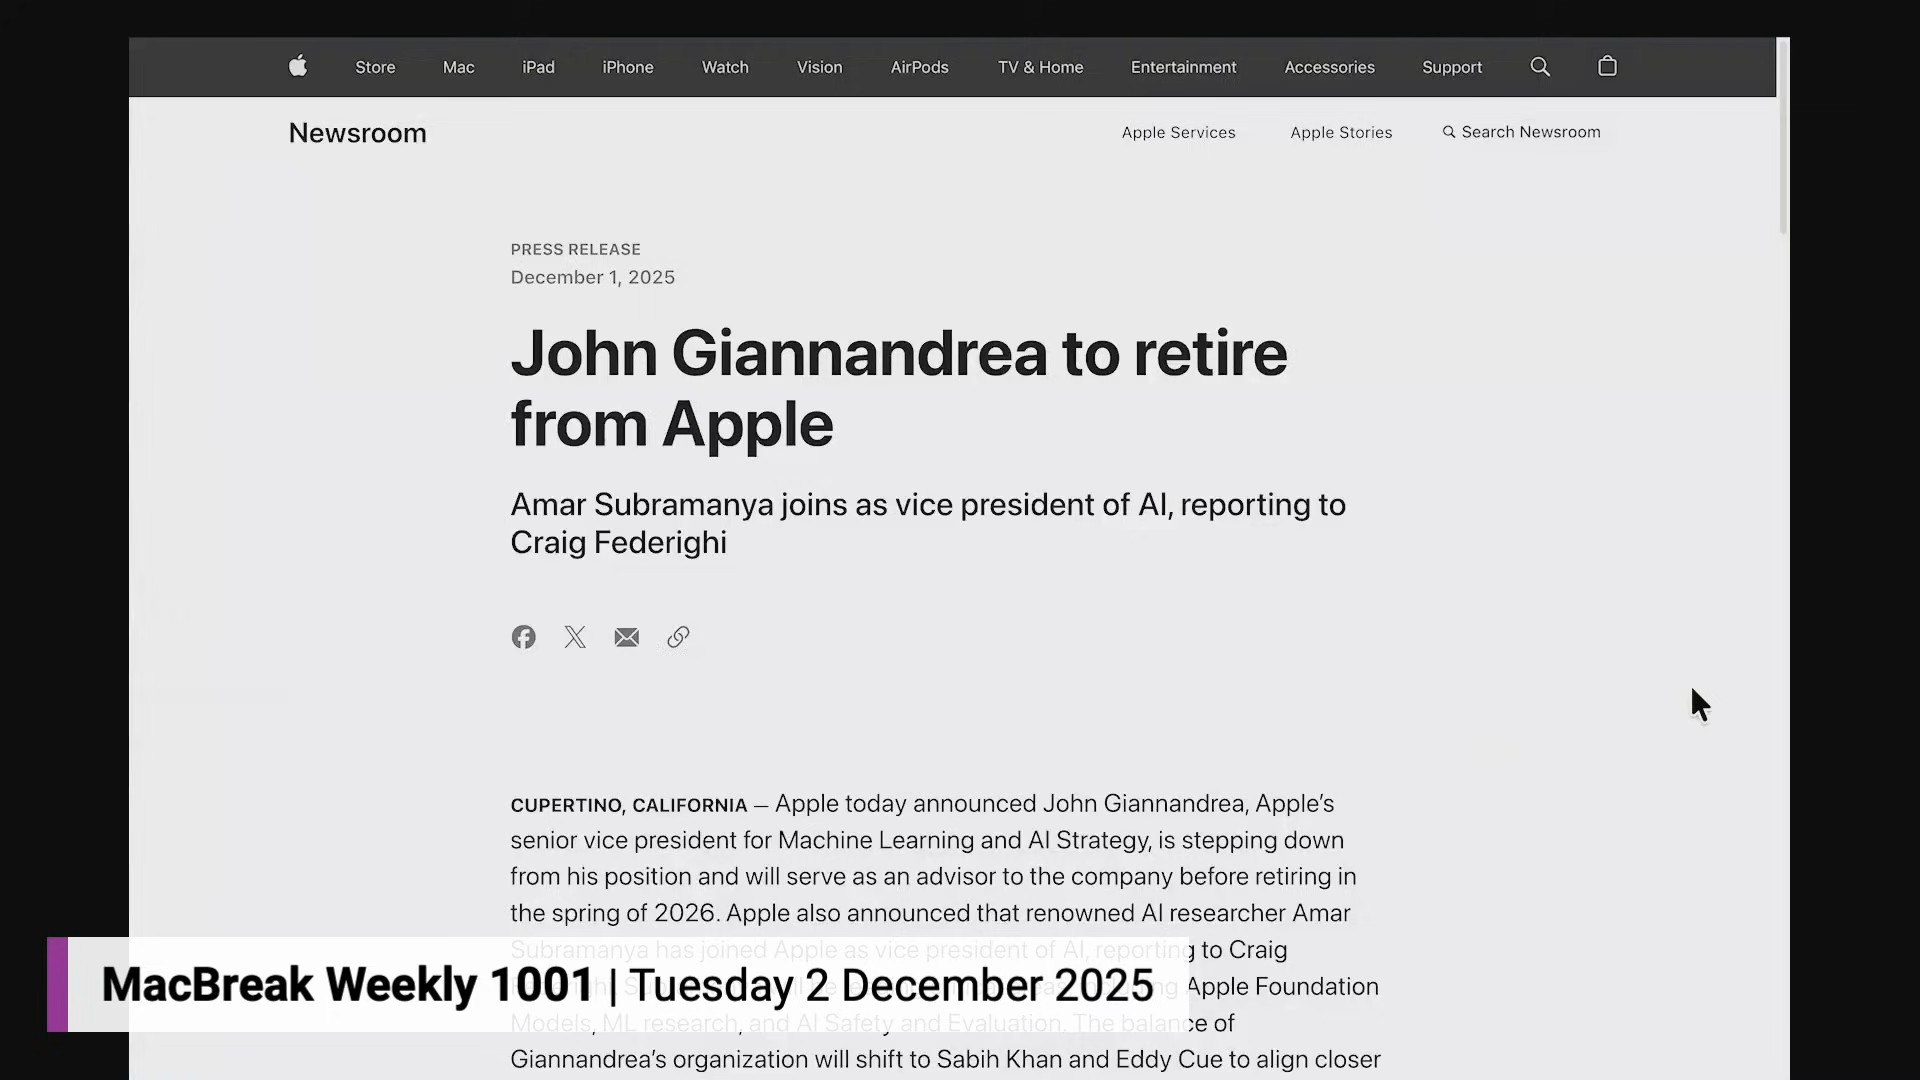 Store Mac iPad iPhone Watch Vision AirPods TV & Home Entertainment Accessories Support
Newsroom Apple Services Apple Stories Search Newsroom
PRESS RELEASE
December 1, 2025
John Giannandrea to retire
from Apple
Amar Subramanya joins as vice president of AI, reporting to
Craig Federighi
CUPERTINO, CALIFORNIA — Apple today announced John Giannandrea, Apple’s
senior vice president for Machine Learning and AI Strategy, is stepping down
from his position and will serve as an advisor to the company before retiring in
the spring of 2026. Apple also announced that renowned AI researcher Amar
Subramanya has joined Apple as vice president of AI, reporting to Craig
Apple Foundation
Models, ML research, and AI Safety and Evaluation. The balance of
Giannandrea’s organization will shift to Sabih Khan and Eddy Cue to align closer
MacBreak Weekly 1001 | Tuesday 2 December 2025